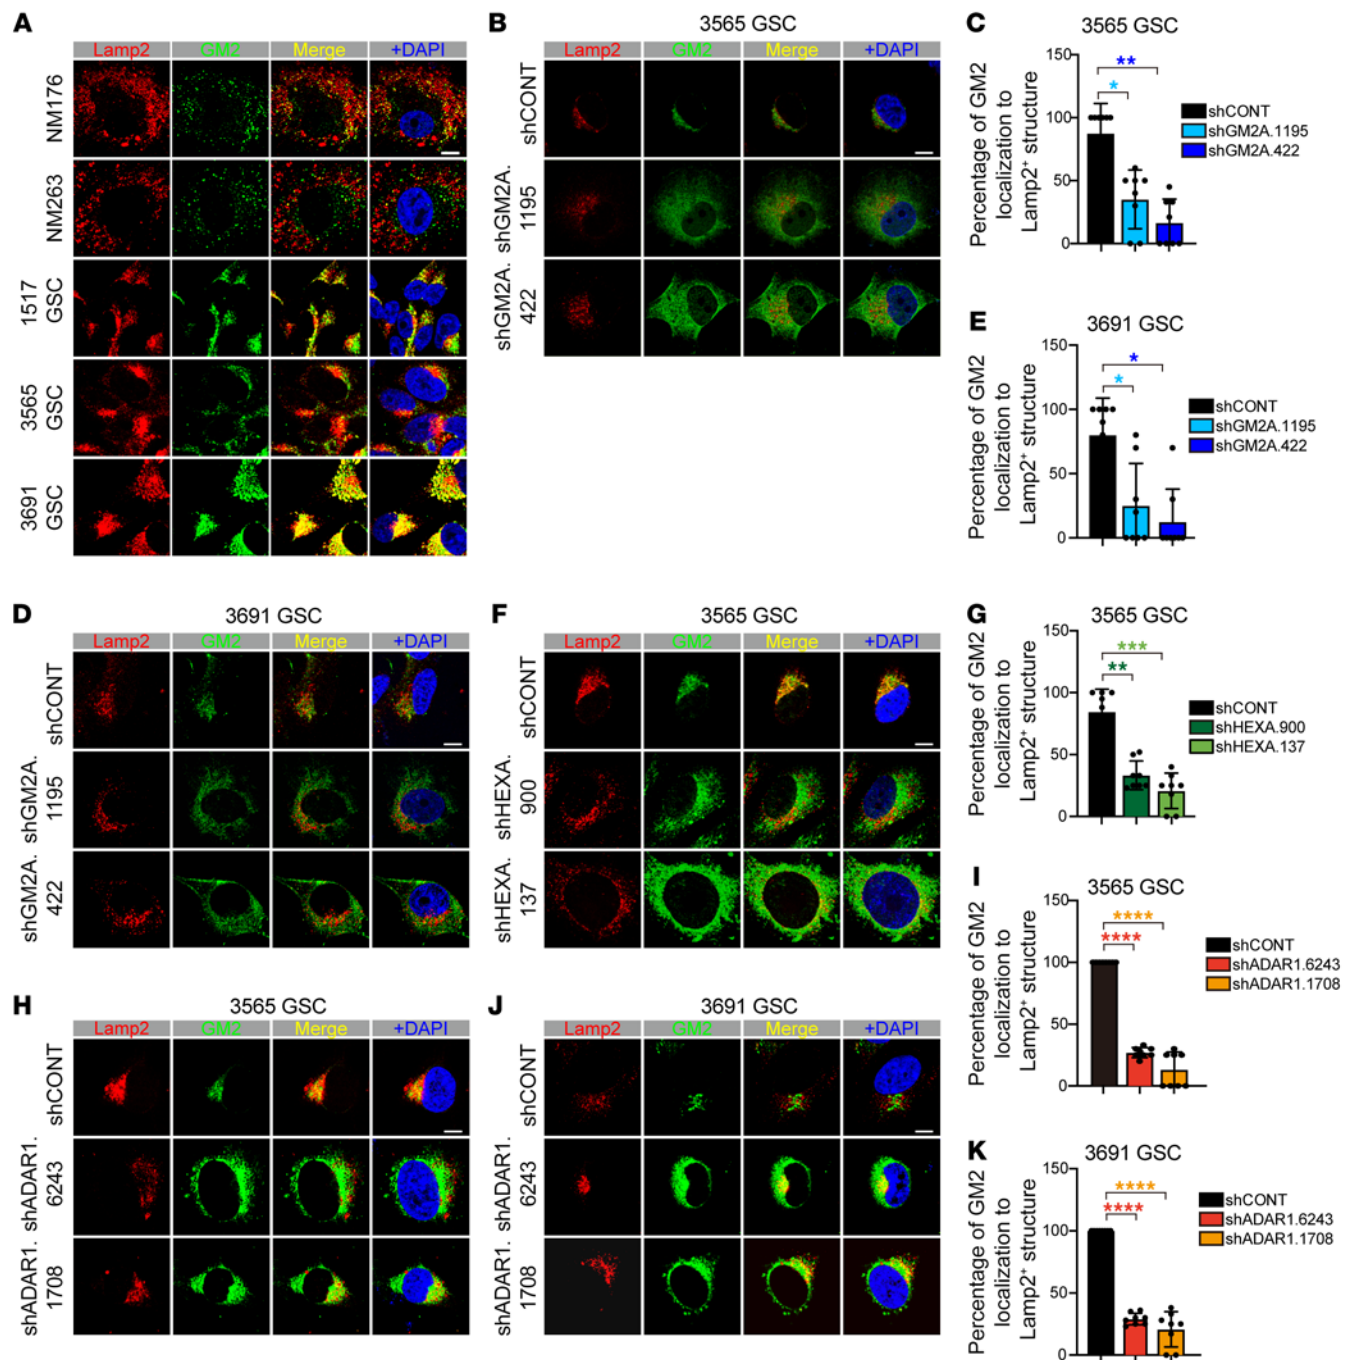 A
Lamp2 GM2 Merge +DAPI
NM176
NM263
1517
GSC
3565
GSC
3691
GSC
B
3565 GSC
Lamp2 GM2 Merge +DAPI
shCONT
shGM2A.
1195
shGM2A.
422
C
3565 GSC
Percentage of GM2
localization to
Lamp2+ structure
150
100
50
0
**
*
shCONT
shGM2A.1195
shGM2A.422
E
3691 GSC
Percentage of GM2
localization to
Lamp2+ structure
150
100
50
0
*
*
shCONT
shGM2A.1195
shGM2A.422
D
3691 GSC
Lamp2 GM2 Merge +DAPI
shCONT
shGM2A.
1195
shGM2A.
422
F
3565 GSC
Lamp2 GM2 Merge +DAPI
shCONT
shHEXA.
900
shHEXA.
137
G
3565 GSC
Percentage of GM2
localization to
Lamp2+ structure
150
100
50
0
***
**
shCONT
shHEXA.900
shHEXA.137
I
3565 GSC
Percentage of GM2
localization to
Lamp2+ structure
150
100
50
0
****
****
shCONT
shADAR1.6243
shADAR1.1708
H
3565 GSC
Lamp2 GM2 Merge +DAPI
shCONT
shADAR1.
6243
shADAR1.
1708
J
3691 GSC
Lamp2 GM2 Merge +DAPI
shCONT
shADAR1.
6243
shADAR1.
1708
K
3691 GSC
Percentage of GM2
localization to
Lamp2+ structure
150
100
50
0
****
****
shCONT
shADAR1.6243
shADAR1.1708